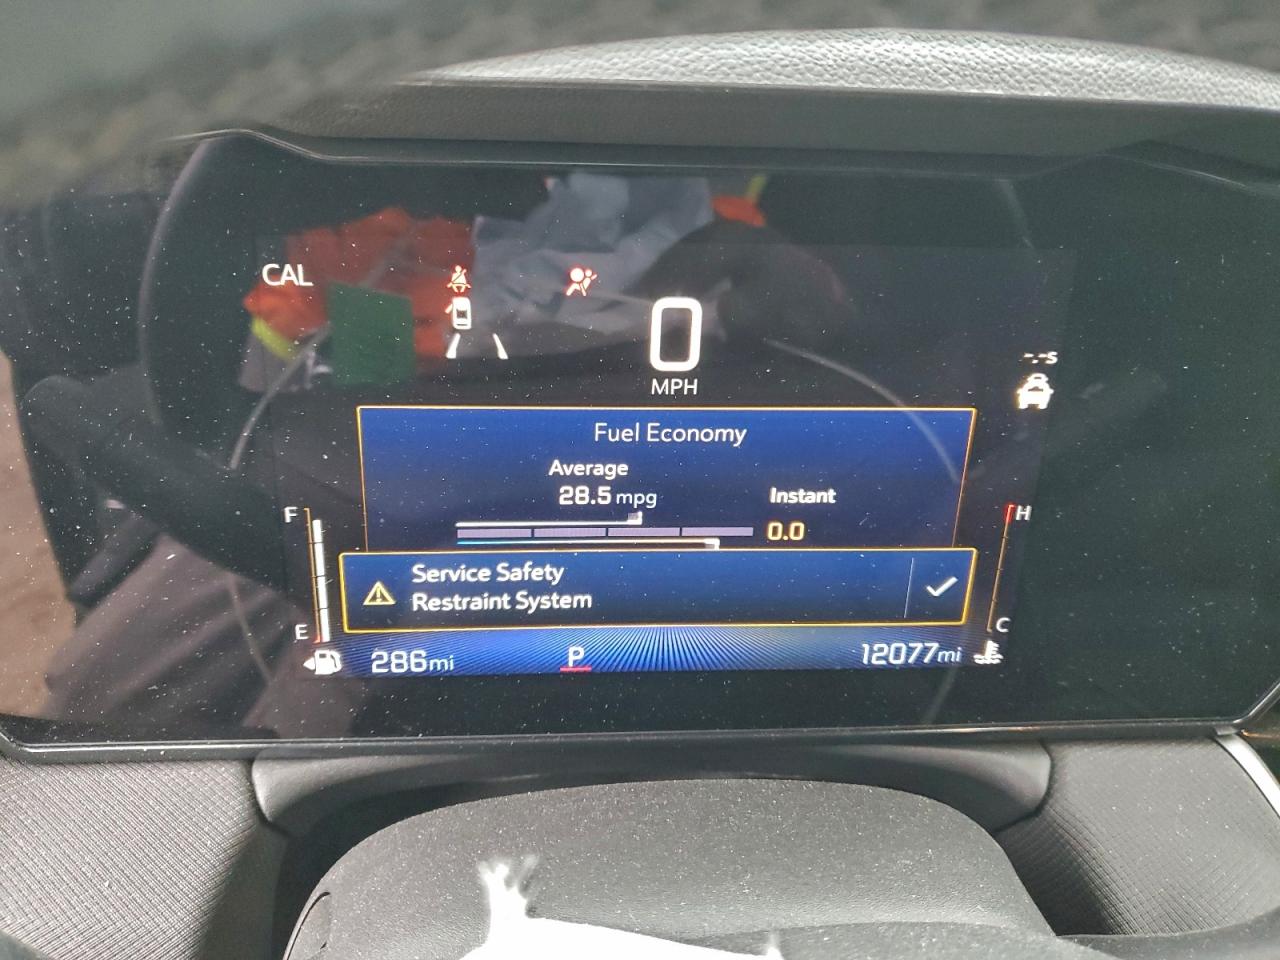 CAL
0
MPH
-.-s
Fuel Economy
Average
28.5 mpg
Instant
0.0
F
H
Service Safety
Restraint System
E
C
286mi
P
12077mi